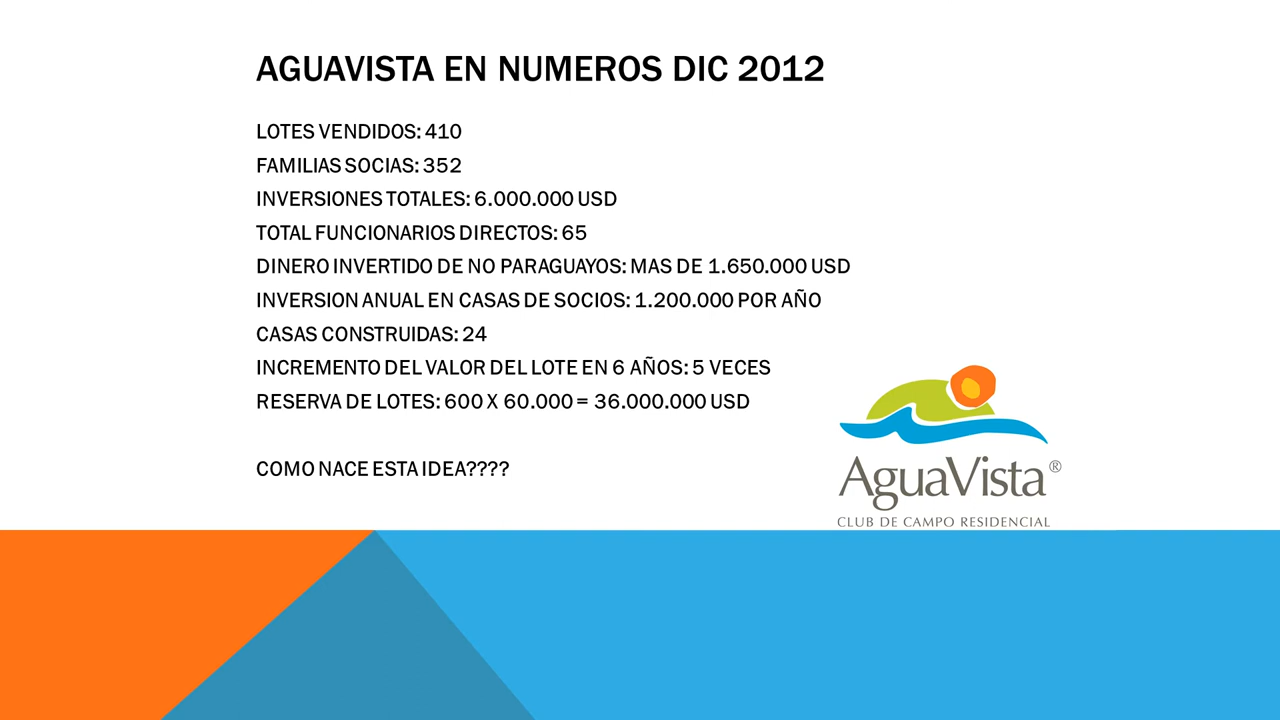 AGUAVISTA EN NUMEROS DIC 2012
LOTES VENDIDOS: 410
FAMILIAS SOCIAS: 352
INVERSIONES TOTALES: 6.000.000 USD
TOTAL FUNCIONARIOS DIRECTOS: 65
DINERO INVERTIDO DE NO PARAGUAYOS: MAS DE 1.650.000 USD
INVERSION ANUAL EN CASAS DE SOCIOS: 1.200.000 POR AÑO
CASAS CONSTRUIDAS: 24
INCREMENTO DEL VALOR DEL LOTE EN 6 AÑOS: 5 VECES
RESERVA DE LOTES: 600 X 60.000 = 36.000.000 USD
COMO NACE ESTA IDEA????
AguaVista®
CLUB DE CAMPO RESIDENCIAL